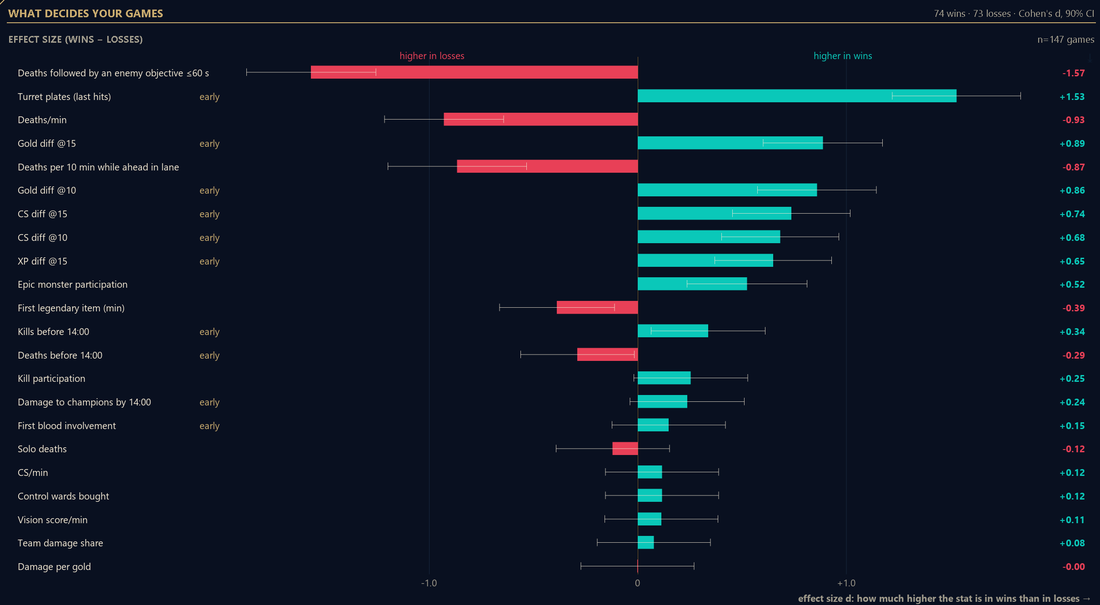 WHAT DECIDES YOUR GAMES
74 wins · 73 losses · Cohen's d, 90% CI
EFFECT SIZE (WINS – LOSSES)
n=147 games
higher in losses
higher in wins
Deaths followed by an enemy objective ≤60 s -1.57
Turret plates (last hits) early +1.53
Deaths/min -0.93
Gold diff @15 early +0.89
Deaths per 10 min while ahead in lane -0.87
Gold diff @10 early +0.86
CS diff @15 early +0.74
CS diff @10 early +0.68
XP diff @15 early +0.65
Epic monster participation +0.52
First legendary item (min) -0.39
Kills before 14:00 early +0.34
Deaths before 14:00 early -0.29
Kill participation +0.25
Damage to champions by 14:00 early +0.24
First blood involvement early +0.15
Solo deaths -0.12
CS/min +0.12
Control wards bought +0.12
Vision score/min +0.11
Team damage share +0.08
Damage per gold -0.00
-1.0 0 +1.0
effect size d: how much higher the stat is in wins than in losses →